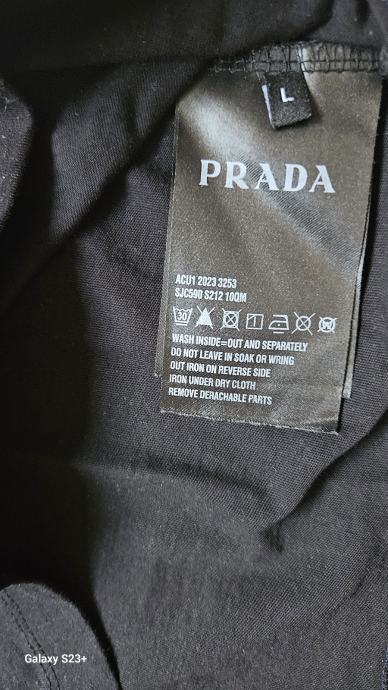 L
PRADA
ACU1 2023 3253
SJC590 S212 10QM
30
WASH INSIDE=OUT AND SEPARATELY
DO NOT LEAVE IN SOAK OR WRING
OUT IRON ON REVERSE SIDE
IRON UNDER DRY CLOTH
REMOVE DERACHABLE PARTS
Galaxy S23+